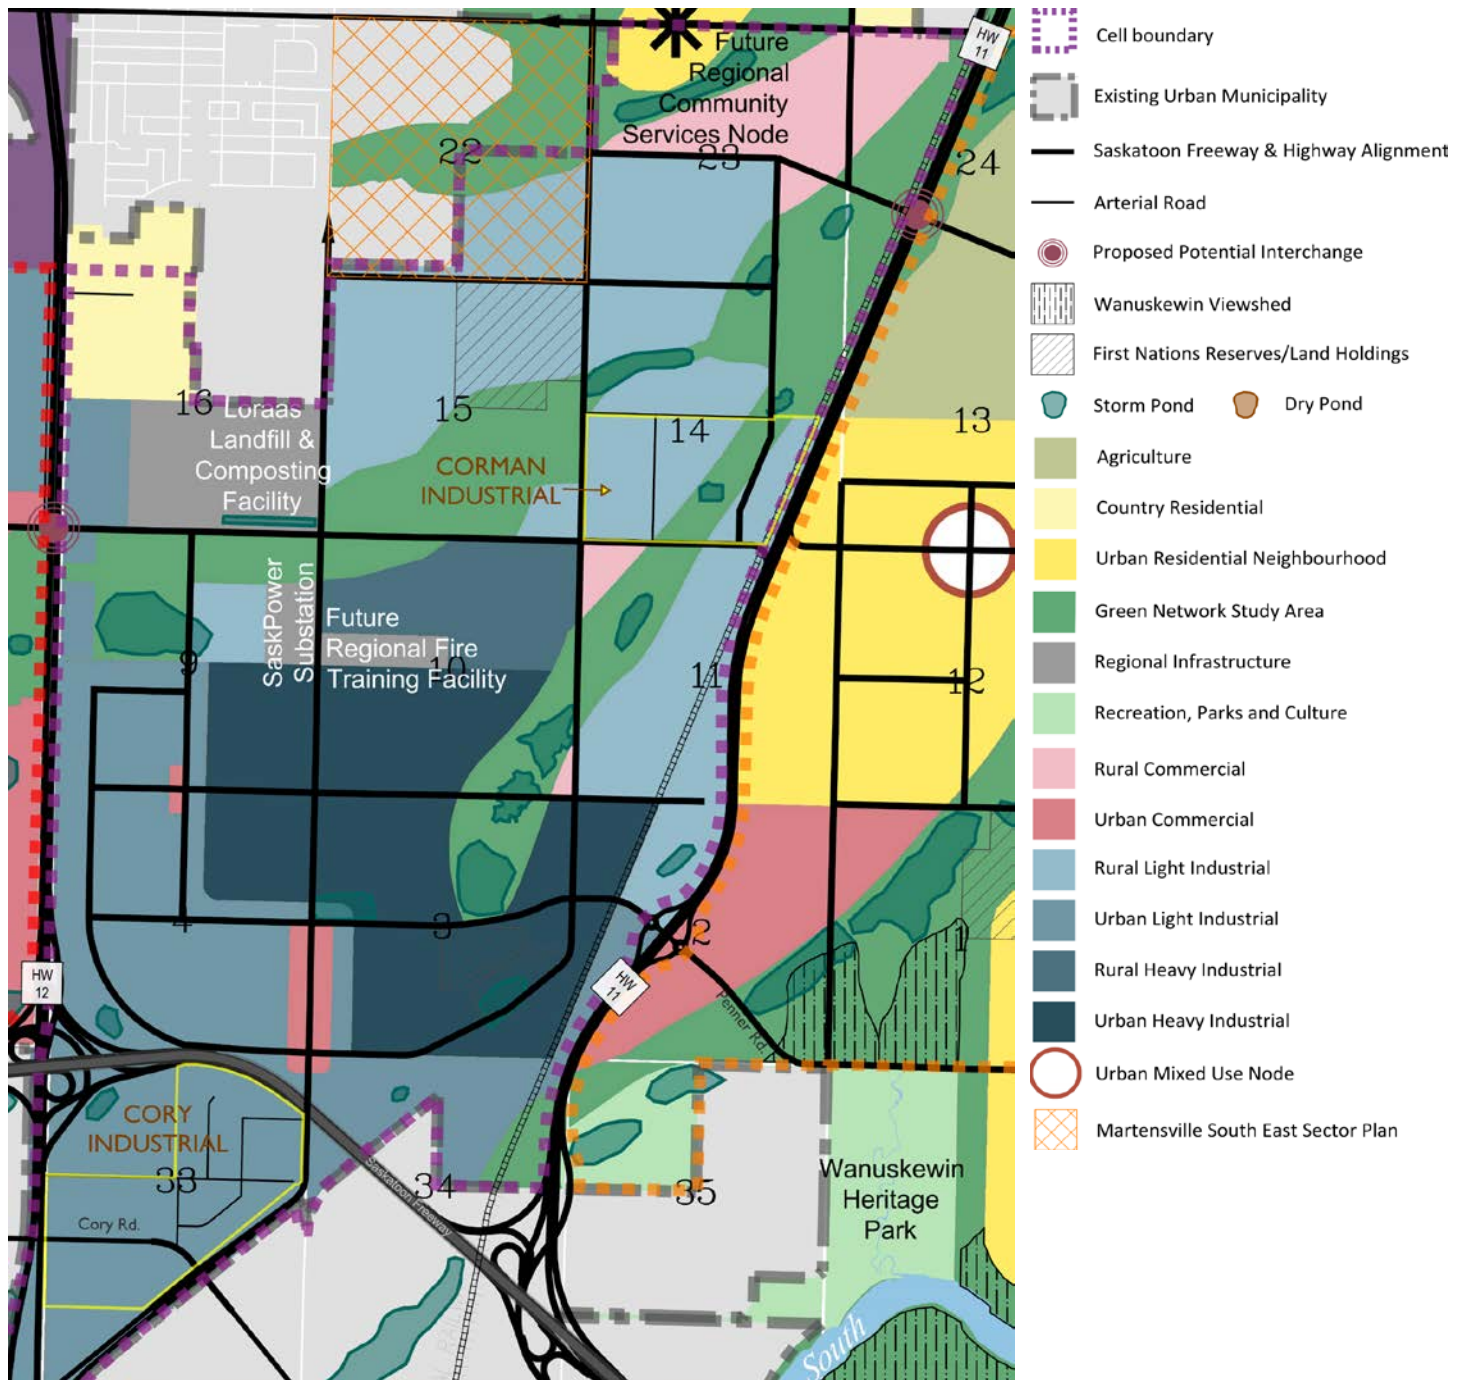 Future
Regional
Community
Services Node
HW
11
22
23
24
16
Loraas
Landfill &
Composting
Facility
15
14
13
CORMAN
INDUSTRIAL
SaskPower
Substation
Future
Regional Fire
Training Facility
9
10
11
12
4
3
2
1
HW
12
HW
11
Penner Rd.
CORY
INDUSTRIAL
33
Cory Rd.
34
Saskatoon Freeway
35
Wanuskewin
Heritage
Park
South
Cell boundary
Existing Urban Municipality
Saskatoon Freeway & Highway Alignment
Arterial Road
Proposed Potential Interchange
Wanuskewin Viewshed
First Nations Reserves/Land Holdings
Storm Pond
Dry Pond
Agriculture
Country Residential
Urban Residential Neighbourhood
Green Network Study Area
Regional Infrastructure
Recreation, Parks and Culture
Rural Commercial
Urban Commercial
Rural Light Industrial
Urban Light Industrial
Rural Heavy Industrial
Urban Heavy Industrial
Urban Mixed Use Node
Martensville South East Sector Plan